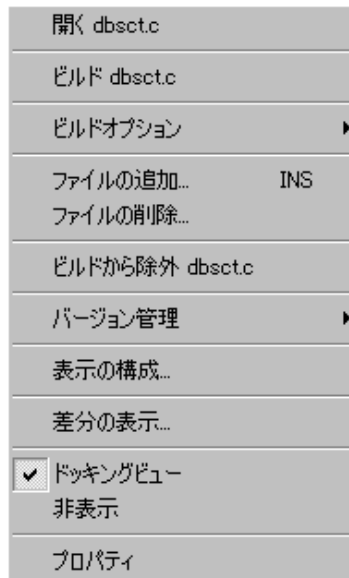 開く dbsct.c
ビルド dbsct.c
ビルドオプション
ファイルの追加... INS
ファイルの削除...
ビルドから除外 dbsct.c
バージョン管理
表示の構成...
差分の表示...
ドッキングビュー
非表示
プロパティ